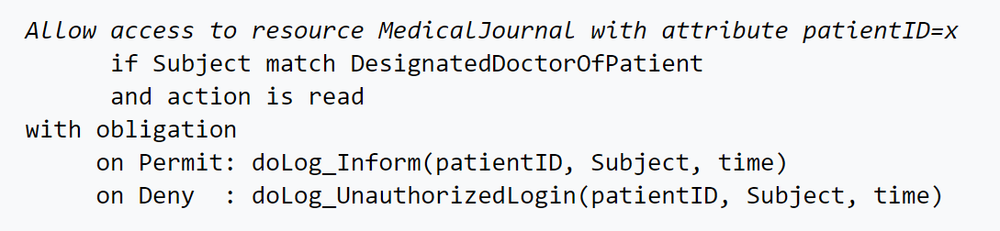 Allow access to resource MedicalJournal with attribute patientID=x
if Subject match DesignatedDoctorOfPatient
and action is read
with obligation
on Permit: doLog_Inform(patientID, Subject, time)
on Deny  : doLog_UnauthorizedLogin(patientID, Subject, time)